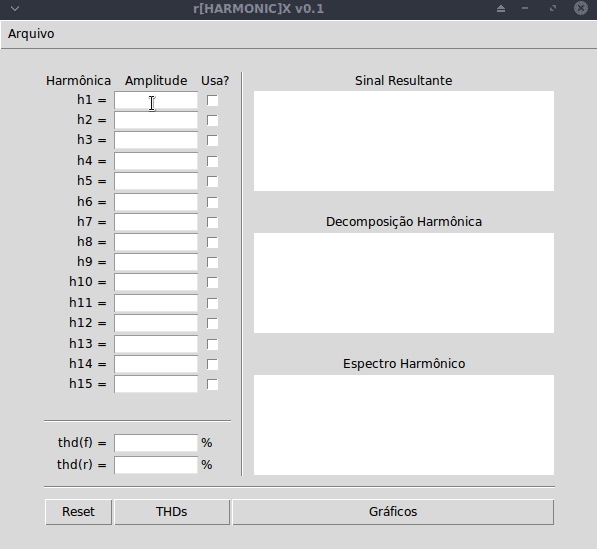 r[HARMONIC]X v0.1
Arquivo
Harmônica Amplitude Usa?
h1 =
h2 =
h3 =
h4 =
h5 =
h6 =
h7 =
h8 =
h9 =
h10 =
h11 =
h12 =
h13 =
h14 =
h15 =
thd(f) = %
thd(r) = %
Sinal Resultante
Decomposição Harmônica
Espectro Harmônico
Reset THDs Gráficos